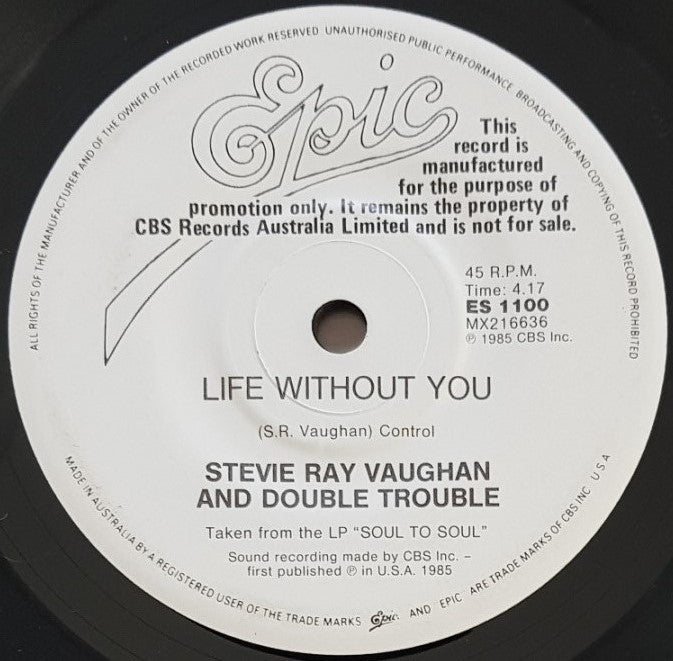 ALL RIGHTS OF THE MANUFACTURER AND OF THE OWNER OF THE RECORDED WORK RESERVED UNAUTHORISED PUBLIC PERFORMANCE BROADCASTING AND COPYING OF THIS RECORD PROHIBITED
Epic
This
record is
manufactured
for the purpose of
promotion only. It remains the property of
CBS Records Australia Limited and is not for sale.
45 R.P.M.
Time: 4.17
ES 1100
MX216636
℗ 1985 CBS Inc.
LIFE WITHOUT YOU
(S.R. Vaughan) Control
STEVIE RAY VAUGHAN
AND DOUBLE TROUBLE
Taken from the LP "SOUL TO SOUL"
Sound recording made by CBS Inc. –
first published ℗ in U.S.A. 1985
MADE IN AUSTRALIA BY A REGISTERED USER OF THE TRADE MARKS Epic AND EPIC ARE TRADE MARKS OF CBS INC U S A